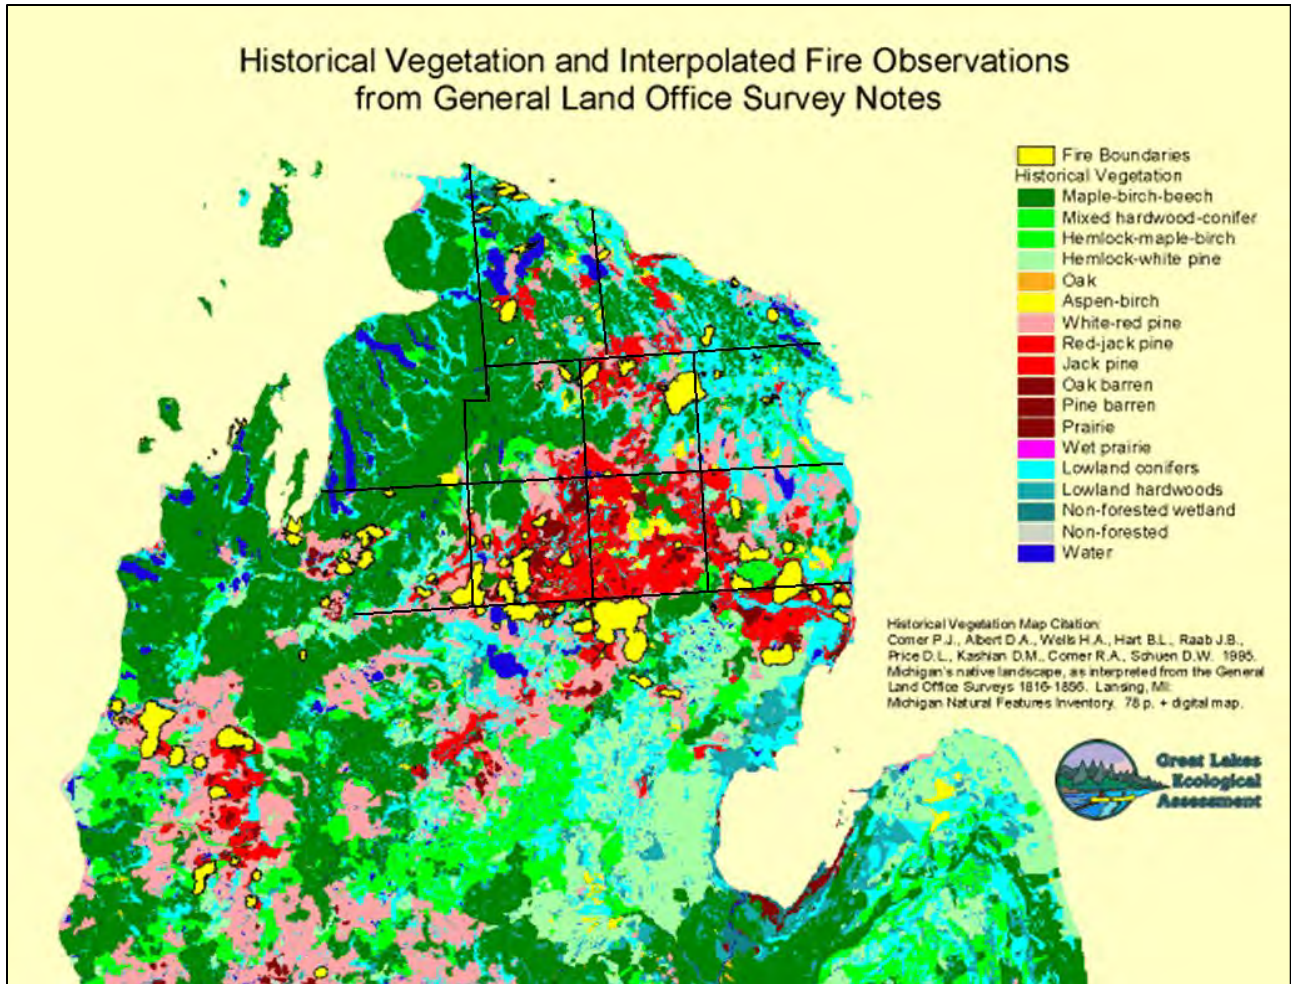 Historical Vegetation and Interpolated Fire Observations
from General Land Office Survey Notes
Fire Boundaries
Historical Vegetation
Maple-birch-beech
Mixed hardwood-conifer
Hemlock-maple-birch
Hemlock-white pine
Oak
Aspen-birch
White-red pine
Red-jack pine
Jack pine
Oak barren
Pine barren
Prairie
Wet prairie
Lowland conifers
Lowland hardwoods
Non-forested wetland
Non-forested
Water
Historical Vegetation Map Citation:
Comer P.J., Albert D.A., Wells H.A., Hart B.L., Raab J.B.,
Price D.L., Kashian D.M., Corner R.A., Schuen D.W. 1995.
Michigan's native landscape, as interpreted from the General
Land Office Surveys 1816-1856. Lansing, MI:
Michigan Natural Features Inventory. 78 p. + digital map.
Great Lakes
Ecological
Assessment